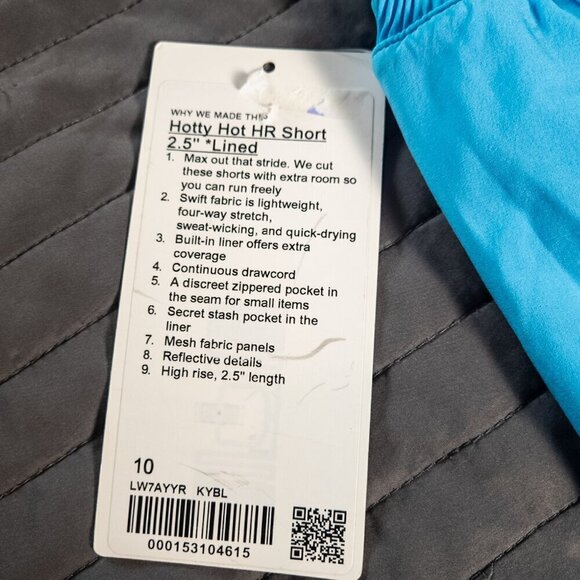 WHY WE MADE THIS
Hotty Hot HR Short
2.5" *Lined
1. Max out that stride. We cut
these shorts with extra room so
you can run freely
2. Swift fabric is lightweight,
four-way stretch,
sweat-wicking, and quick-drying
3. Built-in liner offers extra
coverage
4. Continuous drawcord
5. A discreet zippered pocket in
the seam for small items
6. Secret stash pocket in the
liner
7. Mesh fabric panels
8. Reflective details
9. High rise, 2.5" length
10
LW7AYYR KYBL
000153104615